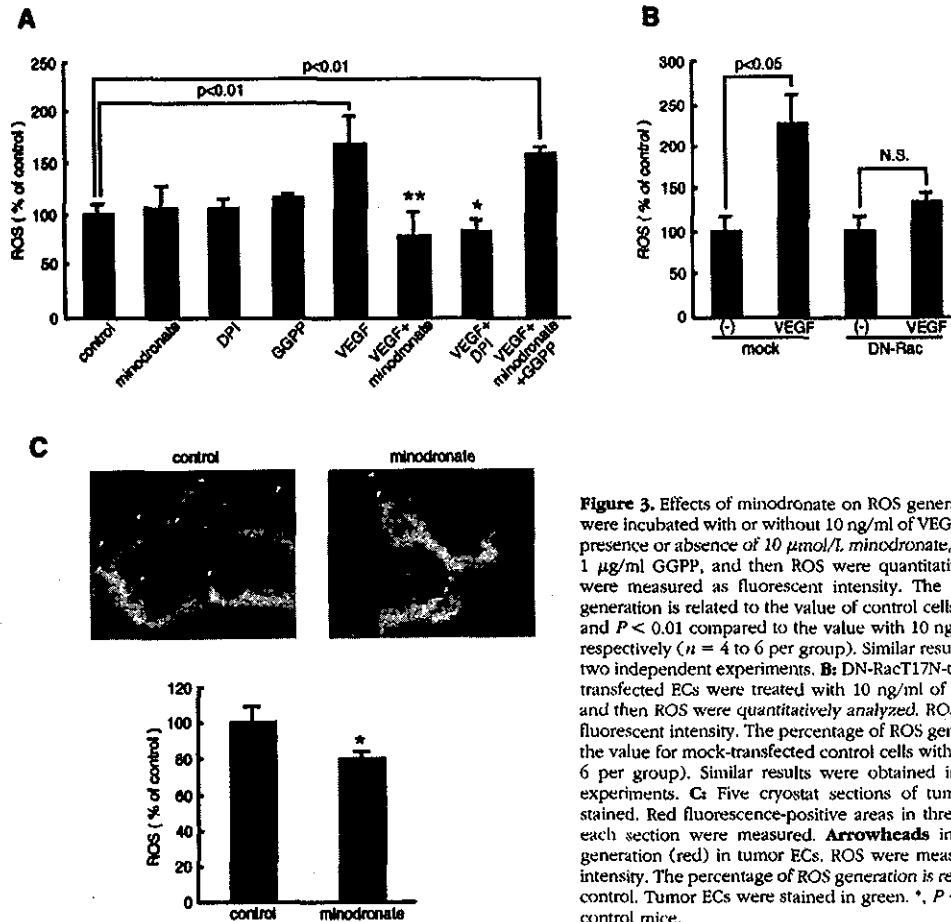 A
250
200
150
100
50
0
ROS ( % of control )
p<0.01
p<0.01
**
*
control
minodronate
DPI
GGPP
VEGF
VEGF+
minodronate
VEGF+
DPI
VEGF+
minodronate
+GGPP
B
300
250
200
150
100
50
0
ROS ( % of control )
p<0.05
N.S.
(-)
VEGF
(-)
VEGF
mock
DN-Rac
C
control
minodronate
120
100
80
60
40
20
0
ROS ( % of control )
*
control
minodronate
Figure 3. Effects of minodronate on ROS gener
were incubated with or without 10 ng/ml of VEG
presence or absence of 10 μmol/L minodronate,
1 μg/ml GGPP, and then ROS were quantitati
were measured as fluorescent intensity. The
generation is related to the value of control cells
and P < 0.01 compared to the value with 10 ng
respectively (n = 4 to 6 per group). Similar resul
two independent experiments. B: DN-RacT17N-t
transfected ECs were treated with 10 ng/ml of
and then ROS were quantitatively analyzed. RO
fluorescent intensity. The percentage of ROS gen
the value for mock-transfected control cells with
6 per group). Similar results were obtained i
experiments. C: Five cryostat sections of tum
stained. Red fluorescence-positive areas in thre
each section were measured. Arrowheads in
generation (red) in tumor ECs. ROS were meas
intensity. The percentage of ROS generation is re
control. Tumor ECs were stained in green. *, P <
control mice.